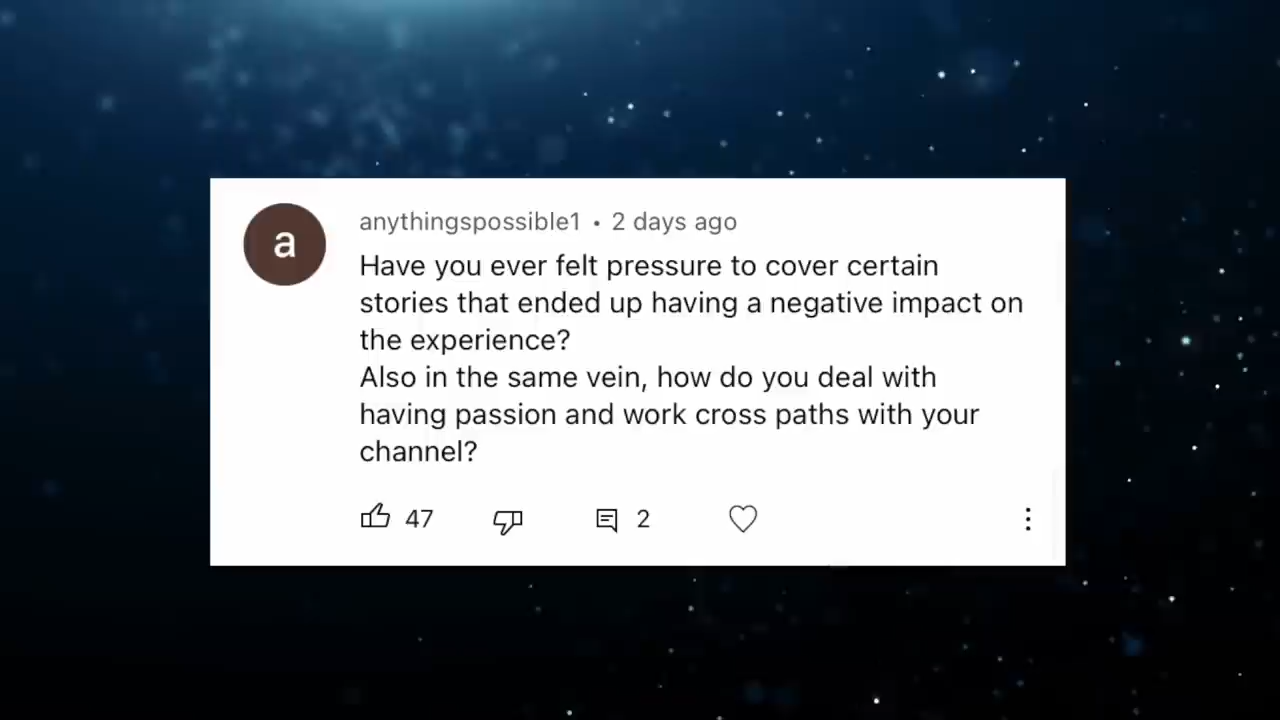 a
anythingspossible1 • 2 days ago
Have you ever felt pressure to cover certain
stories that ended up having a negative impact on
the experience?
Also in the same vein, how do you deal with
having passion and work cross paths with your
channel?
47
2